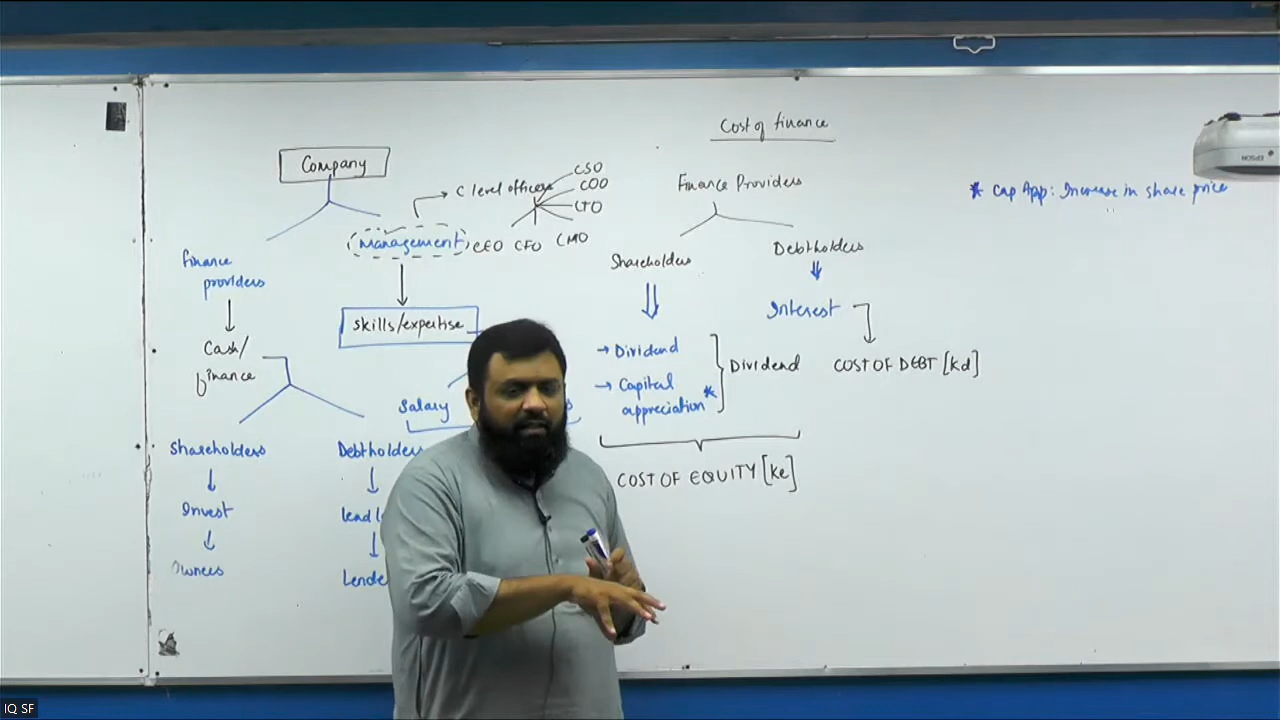 Cost of finance
Company
C level officers
CSO
COO
CTO
CMO
CFO
CEO
Management
finance
providers
skills/expertise
Cash/
finance
Salary
Shareholders
Debtholders
Invest
Owners
Finance Providers
Shareholders
Debtholders
Interest
→ Dividend
→ Capital
appreciation*
Dividend
COST OF DEBT [Kd]
COST OF EQUITY [Ke]
* Cap App: Increase in share price
EPSON
IQ SF